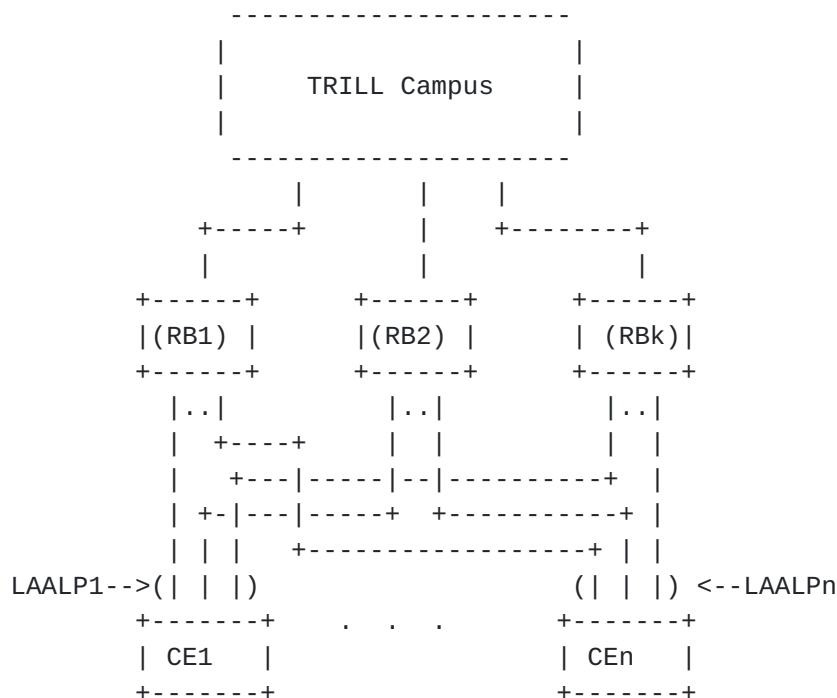 TRILL Campus
(RB1) (RB2) (RBk)
LAALP1-->(| | |) (| | |) <--LAALPn
CE1 . . . CEn